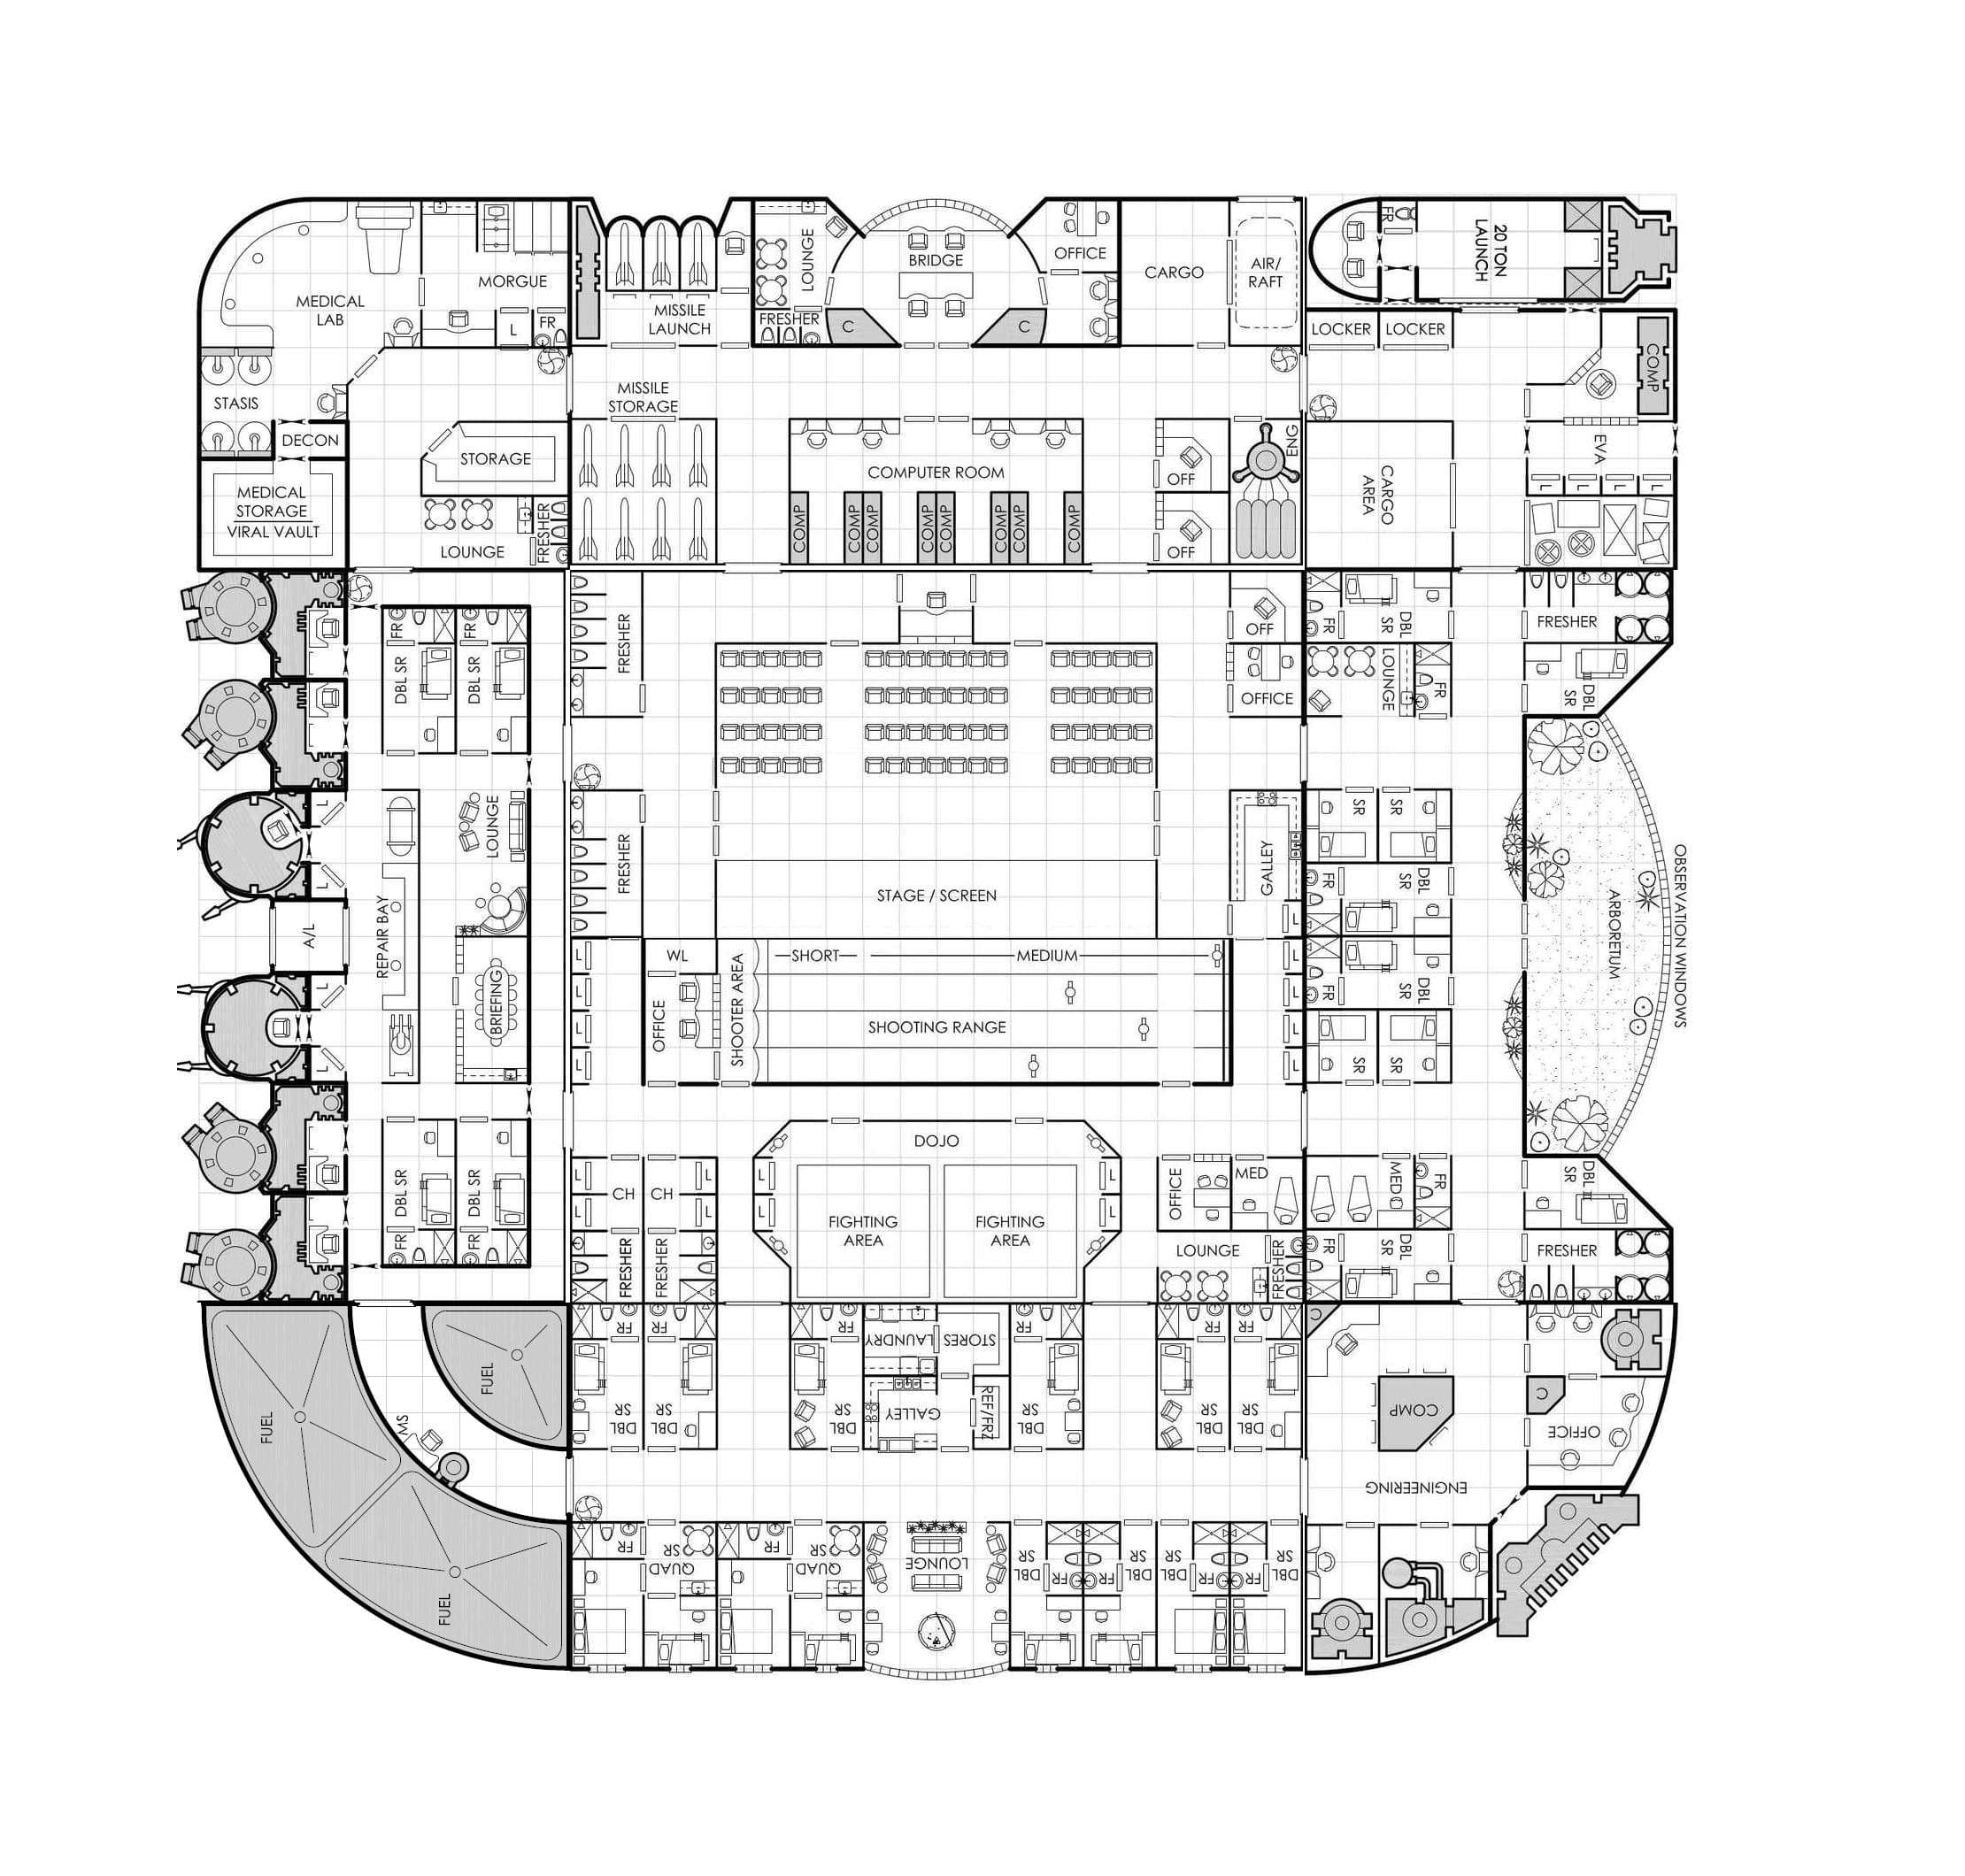 MEDICAL
LAB
MORGUE
L
FR
STASIS
DECON
MEDICAL
STORAGE
VIRAL VAULT
STORAGE
LOUNGE
FRESHER
MISSILE
LAUNCH
LOUNGE
FRESHER
C
BRIDGE
C
OFFICE
CARGO
AIR/
RAFT
MISSILE
STORAGE
COMPUTER ROOM
COMP
COMP
COMP
COMP
COMP
COMP
COMP
COMP
OFF
OFF
ENG
FR
20 TON
LAUNCH
LOCKER
LOCKER
COMP
CARGO
AREA
EVA
L
L
L
L
FR
DBL SR
FR
DBL SR
L
L
LOUNGE
A/L
REPAIR BAY
BRIEFING
L
L
DBL SR
FR
DBL SR
FR
FRESHER
FRESHER
OFF
OFFICE
GALLEY
L
STAGE / SCREEN
L
L
L
L
WL
OFFICE
SHOOTER AREA
SHORT
MEDIUM
SHOOTING RANGE
L
L
L
L
DOJO
L
L
L
L
FIGHTING
AREA
FIGHTING
AREA
L
L
CH
CH
L
L
FRESHER
FRESHER
OFFICE
MED
LOUNGE
FRESHER
FR
DBL
SR
FRESHER
LOUNGE
FR
DBL
SR
SR
SR
FR
DBL
SR
FR
DBL
SR
SR
SR
ARBORETUM
OBSERVATION WINDOWS
MED
FR
DBL
SR
FR
DBL
SR
FRESHER
FUEL
FUEL
FUEL
MS
FR
FR
DBL
SR
DBL
SR
FR
DBL
SR
LAUNDRY
STORES
GALLEY
REF/FRZ
FR
DBL
SR
FR
FR
DBL
SR
DBL
SR
FR
QUAD
SR
FR
QUAD
SR
LOUNGE
DBL
SR
FR
FR
DBL
SR
DBL
SR
FR
FR
DBL
SR
C
COMP
C
OFFICE
ENGINEERING